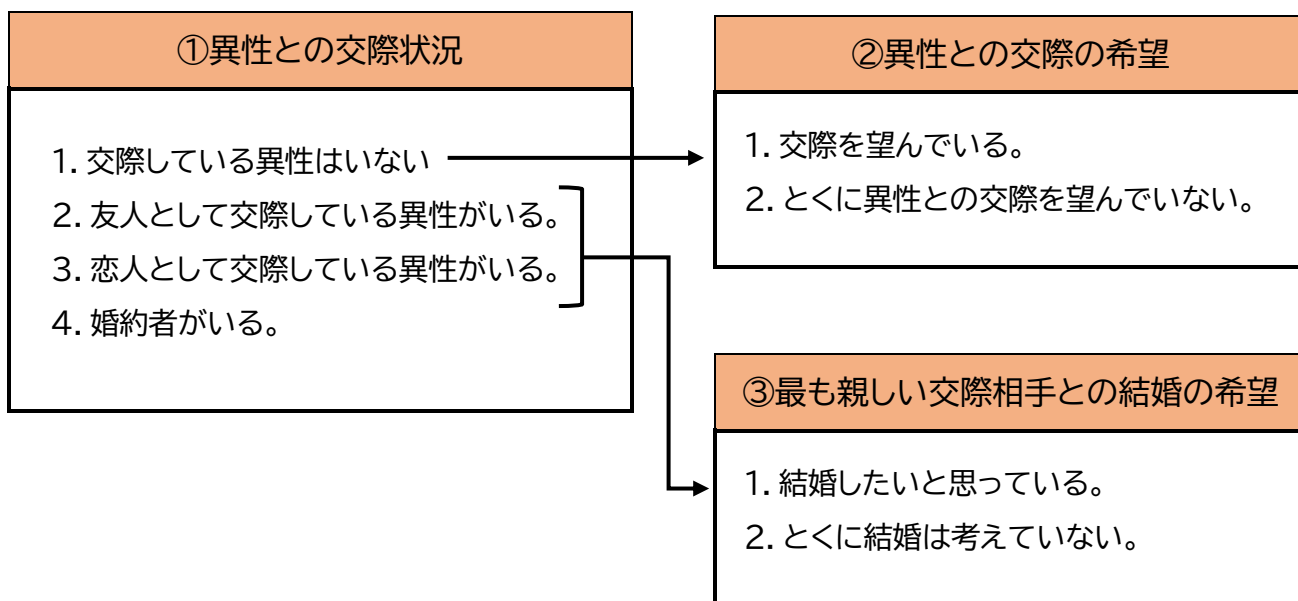 ①異性との交際状況
1. 交際している異性はいない
2. 友人として交際している異性がいる。
3. 恋人として交際している異性がいる。
4. 婚約者がいる。
②異性との交際の希望
1. 交際を望んでいる。
2. とくに異性との交際を望んでいない。
③最も親しい交際相手との結婚の希望
1. 結婚したいと思っている。
2. とくに結婚は考えていない。